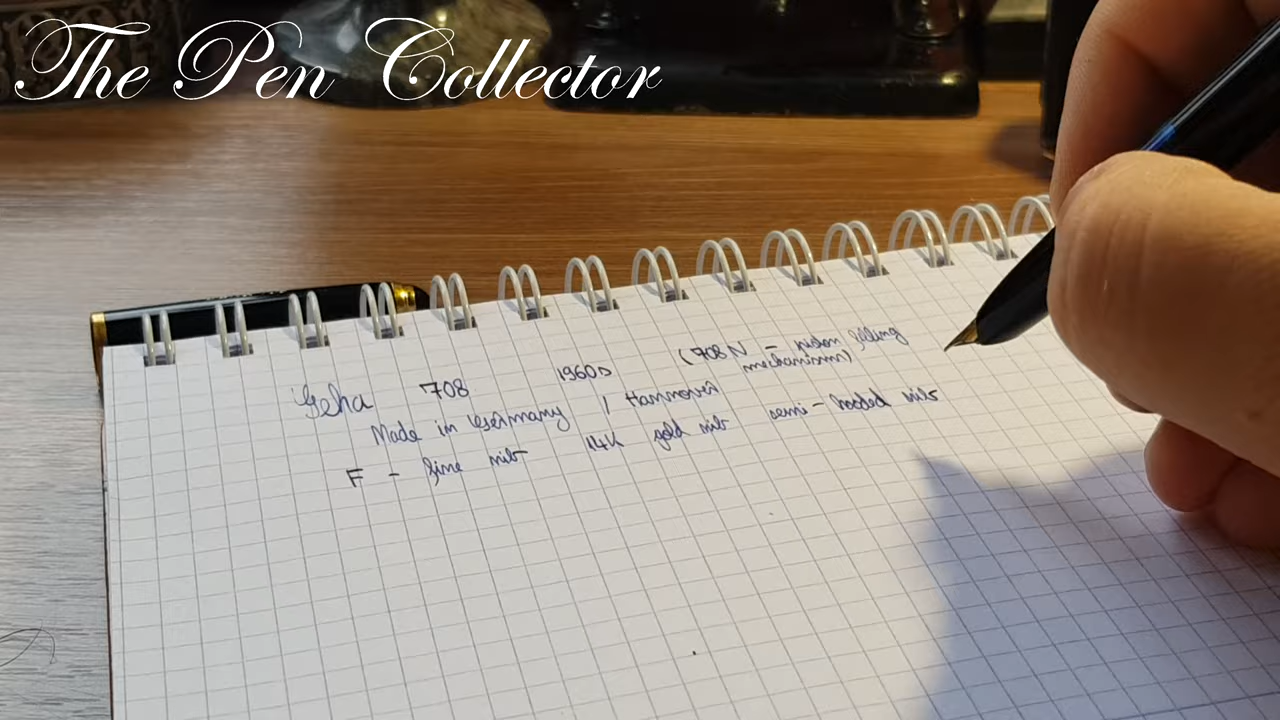 The Pen Collector
Geha 708 1960s (708 N - piston filling
mechanism)
Made in Germany / Hannover
F - fine nib 14k gold nib semi-hooded nib